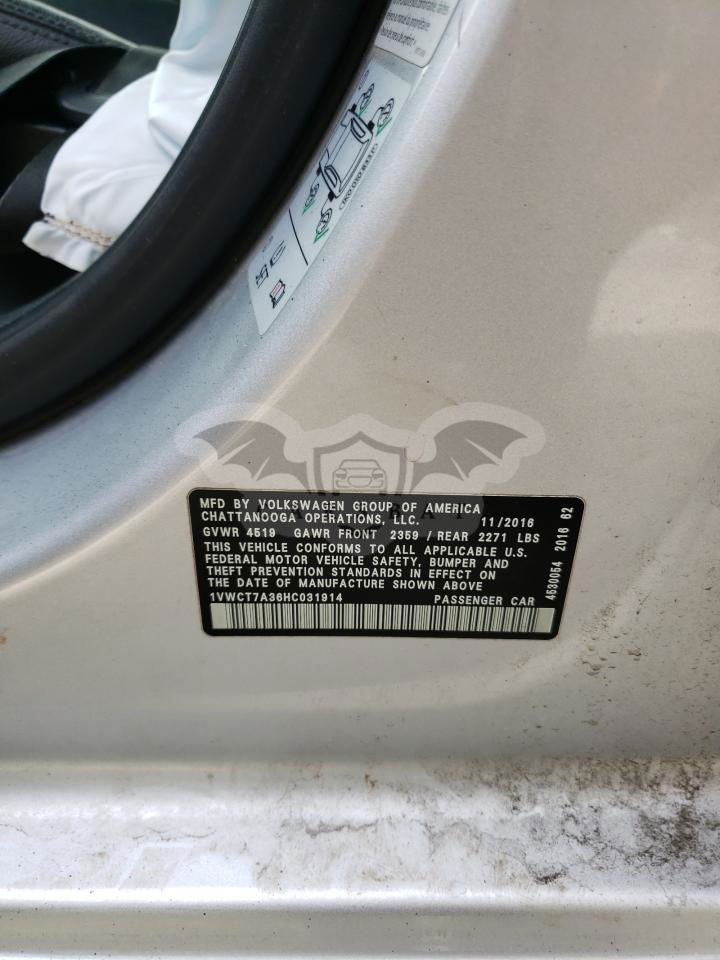 MFD BY VOLKSWAGEN GROUP OF AMERICA
CHATTANOOGA OPERATIONS, LLC. 11/2016
GVWR 4519 GAWR FRONT 2359 / REAR 2271 LBS
THIS VEHICLE CONFORMS TO ALL APPLICABLE U.S.
FEDERAL MOTOR VEHICLE SAFETY, BUMPER AND
THEFT PREVENTION STANDARDS IN EFFECT ON
THE DATE OF MANUFACTURE SHOWN ABOVE
1VWCT7A36HC031914 PASSENGER CAR
4530054 2016 62